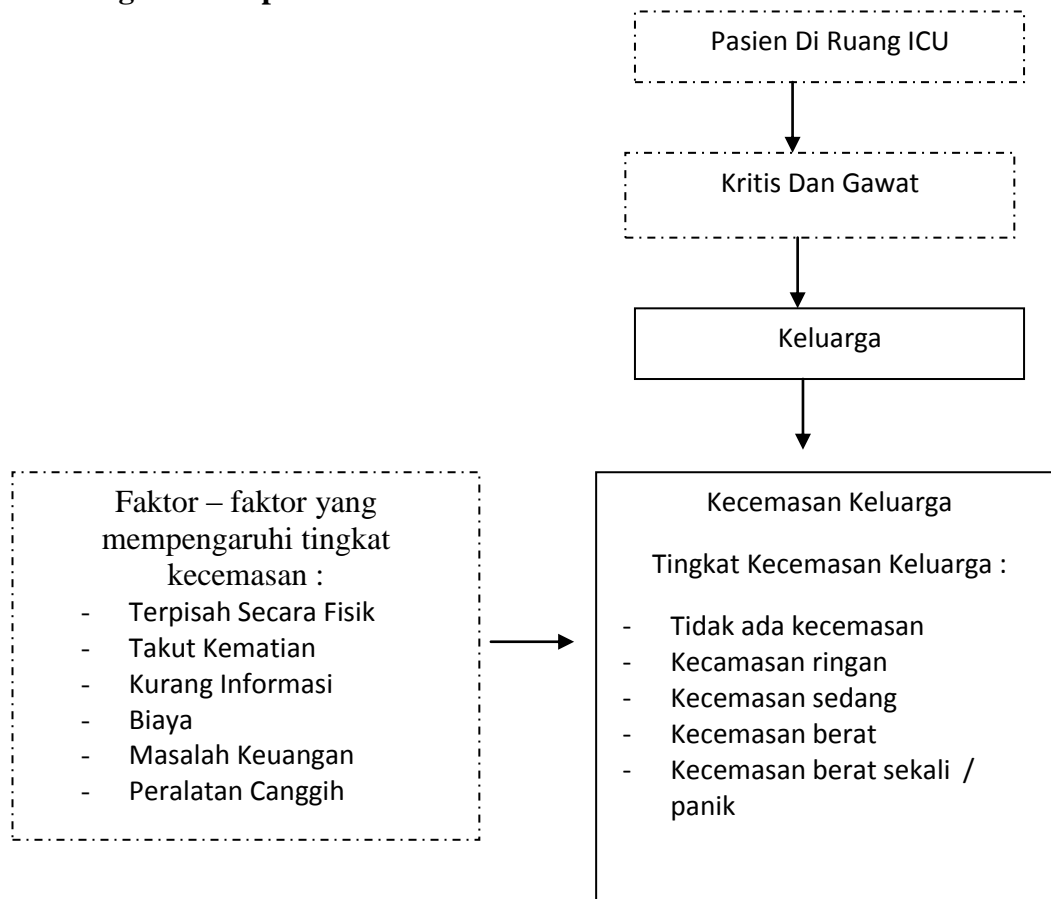 Pasien Di Ruang ICU
Kritis Dan Gawat
Keluarga
Faktor – faktor yang
mempengaruhi tingkat
kecemasan :
- Terpisah Secara Fisik
- Takut Kematian
- Kurang Informasi
- Biaya
- Masalah Keuangan
- Peralatan Canggih
Kecemasan Keluarga
Tingkat Kecemasan Keluarga :
- Tidak ada kecemasan
- Kecamasan ringan
- Kecemasan sedang
- Kecemasan berat
- Kecemasan berat sekali /
panik